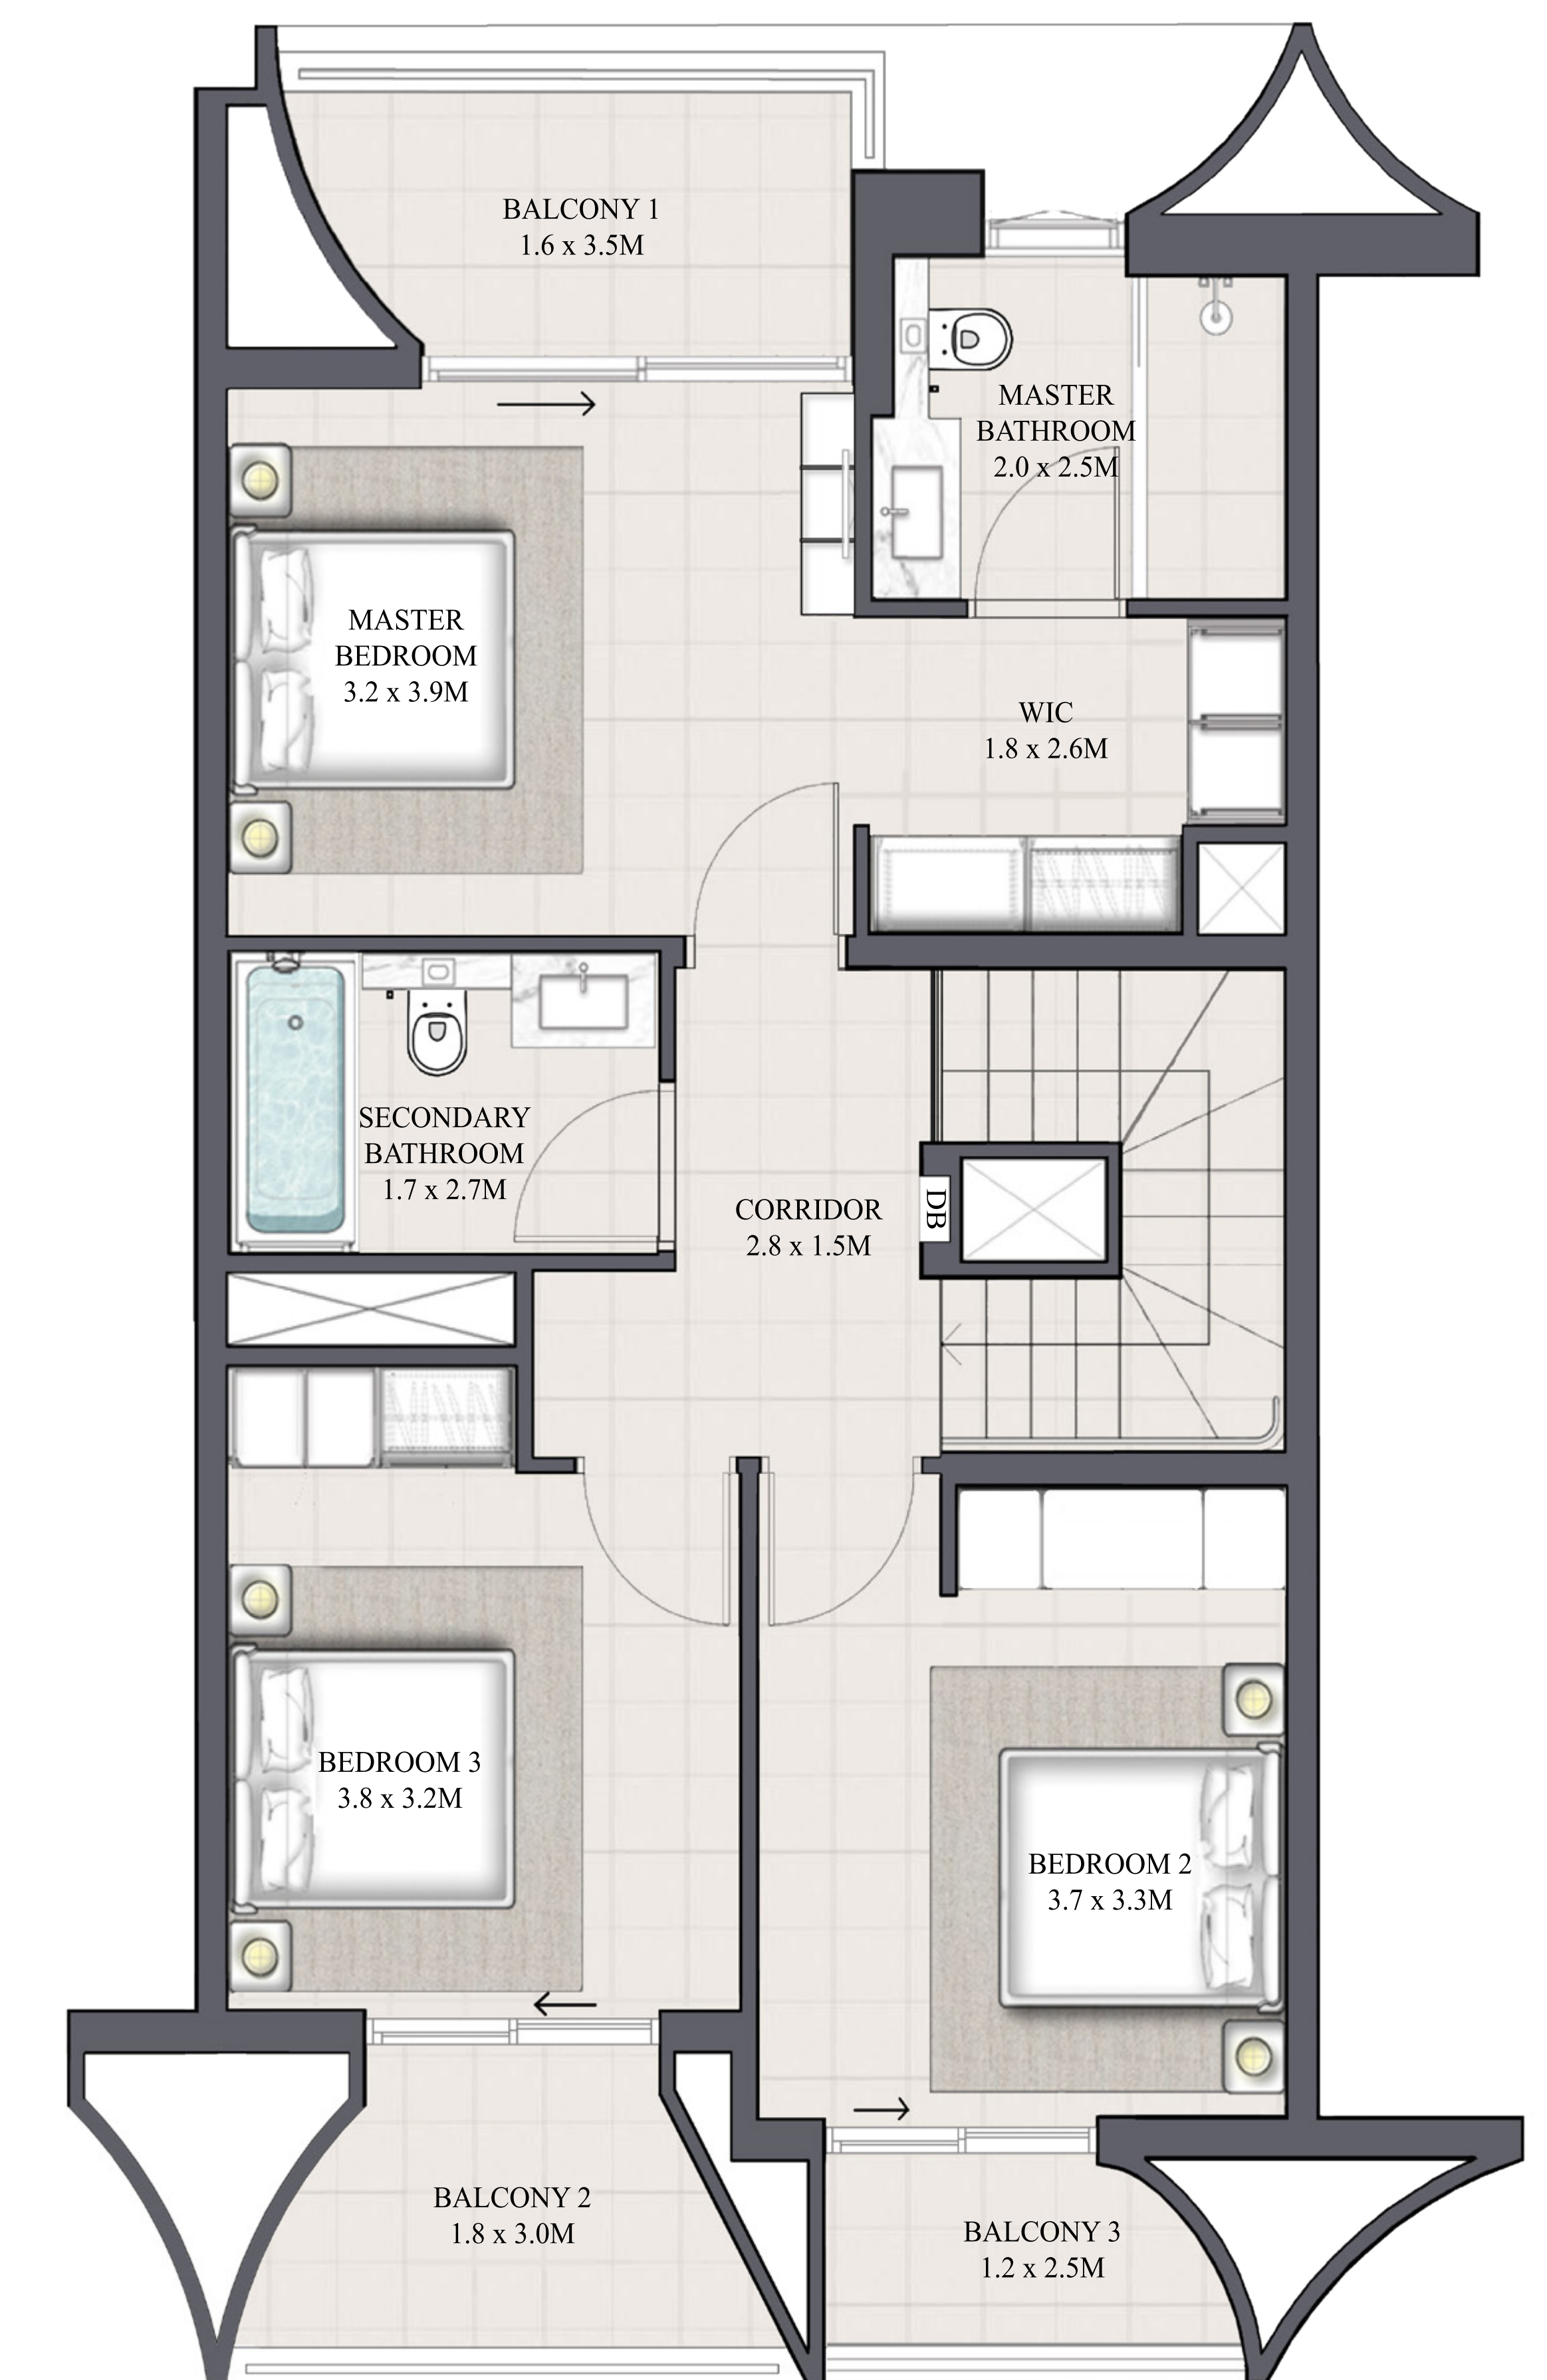 BALCONY 1
1.6 x 3.5M
MASTER
BATHROOM
2.0 x 2.5M
MASTER
BEDROOM
3.2 x 3.9M
WIC
1.8 x 2.6M
SECONDARY
BATHROOM
1.7 x 2.7M
CORRIDOR
2.8 x 1.5M
DB
BEDROOM 3
3.8 x 3.2M
BEDROOM 2
3.7 x 3.3M
BALCONY 2
1.8 x 3.0M
BALCONY 3
1.2 x 2.5M